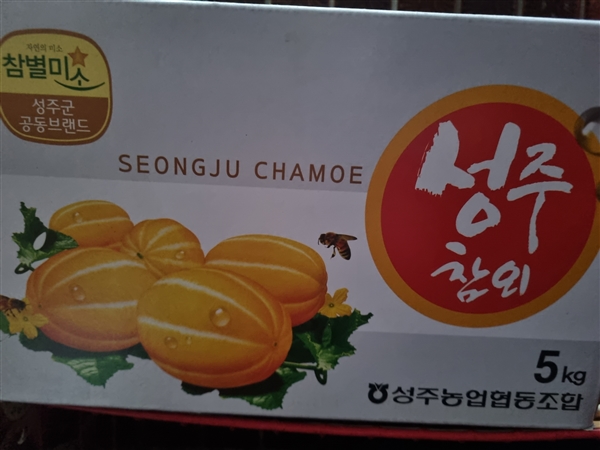 자연의 미소
참별미소
성주군
공동브랜드
SEONGJU CHAMOE
성주
참외
5kg
성주농업협동조합